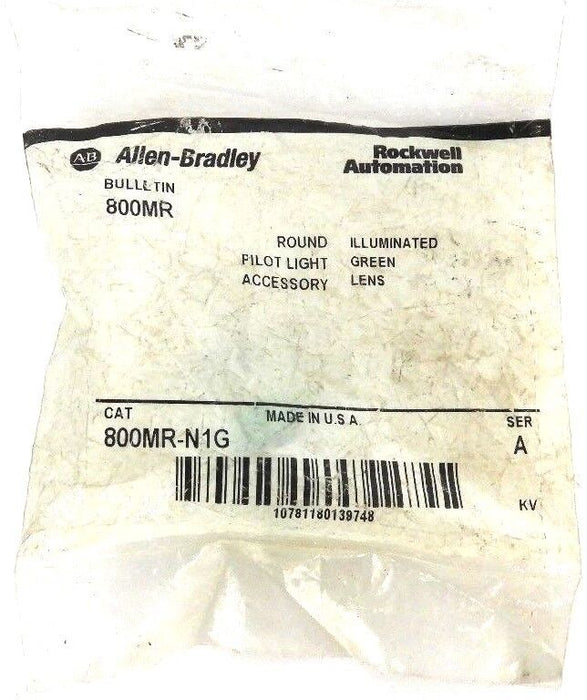 AB Allen-Bradley
Rockwell
Automation
BULLETIN
800MR
ROUND ILLUMINATED
PILOT LIGHT GREEN
ACCESSORY LENS
CAT MADE IN U.S.A. SER
800MR-N1G A
KV
10781180139748